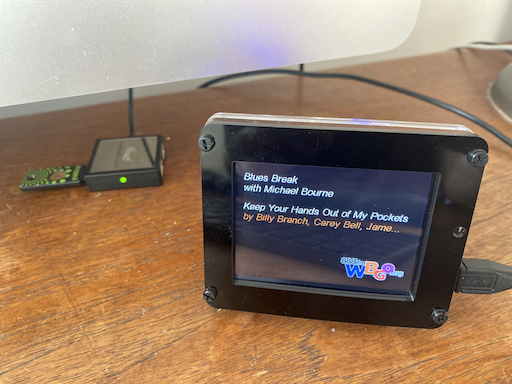 Blues Break
with Michael Bourne
Keep Your Hands Out of My Pockets
by Billy Branch, Carey Bell, Jame...
WBGO